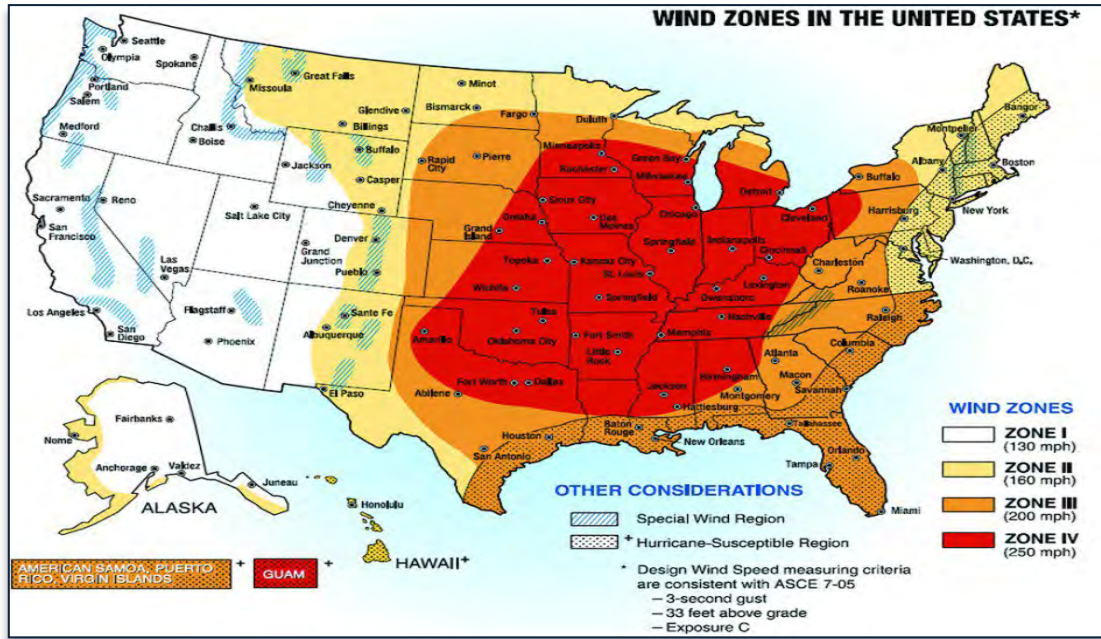 WIND ZONES IN THE UNITED STATES*
Seattle
Olympia
Spokane
Portland
Salem
Medford
Missoula
Great Falls
Minot
Glendive
Bismarck
Fargo
Duluth
Challis
Boise
Billings
Jackson
Buffalo
Casper
Rapid
City
Pierre
Minneapolis
Rochester
Green Bay
Milwaukee
Detroit
Buffalo
Albany
Montpelier
Bangor
Boston
New York
Sacramento
San
Francisco
Reno
Salt Lake City
Cheyenne
Grand
Junction
Denver
Pueblo
Grand
Island
Omaha
Sioux City
Des
Moines
Chicago
Cleveland
Harrisburg
Washington, D.C.
Las
Vegas
Topeka
Kansas City
Springfield
St. Louis
Indianapolis
Cincinnati
Lexington
Charleston
Roanoke
Wichita
Springfield
Owensboro
Nashville
Raleigh
Los Angeles
San
Diego
Flagstaff
Phoenix
Sante Fe
Albuquerque
El Paso
Amarillo
Tulsa
Oklahoma City
Fort Smith
Little
Rock
Memphis
Columbia
Atlanta
Macon
Savannah
Birmingham
Montgomery
Fort Worth
Dallas
Abilene
Jackson
Hattiesburg
Houston
San Antonio
Baton
Rouge
New Orleans
Tallahassee
Orlando
Tampa
Miami
Fairbanks
Nome
Anchorage
Valdez
Juneau
ALASKA
Honolulu
HAWAII+
AMERICAN SAMOA, PUERTO
RICO, VIRGIN ISLANDS
+
GUAM
+
OTHER CONSIDERATIONS
Special Wind Region
+ Hurricane-Susceptible Region
* Design Wind Speed measuring criteria
are consistent with ASCE 7-05
– 3-second gust
– 33 feet above grade
– Exposure C
WIND ZONES
ZONE I
(130 mph)
ZONE II
(160 mph)
ZONE III
(200 mph)
ZONE IV
(250 mph)